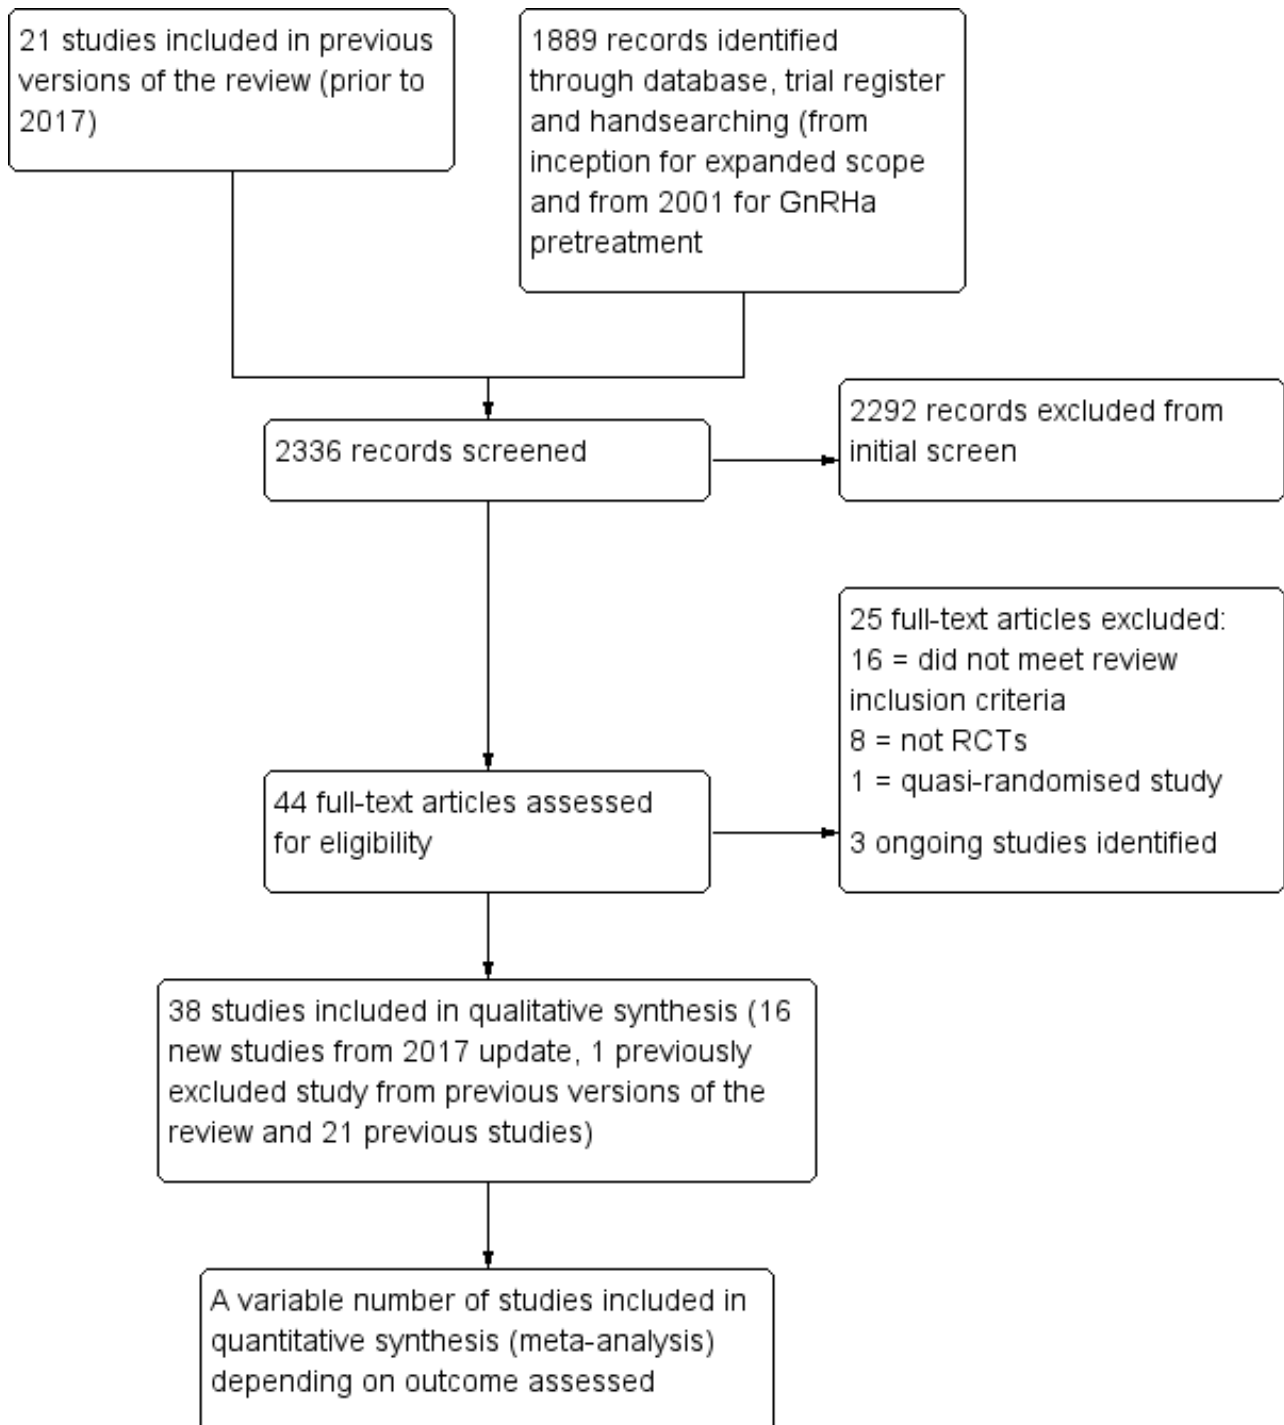 21 studies included in previous
versions of the review (prior to
2017)
1889 records identified
through database, trial register
and handsearching (from
inception for expanded scope
and from 2001 for GnRHa
pretreatment
2336 records screened
2292 records excluded from
initial screen
25 full-text articles excluded:
16 = did not meet review
inclusion criteria
8 = not RCTs
1 = quasi-randomised study
3 ongoing studies identified
44 full-text articles assessed
for eligibility
38 studies included in qualitative synthesis (16
new studies from 2017 update, 1 previously
excluded study from previous versions of the
review and 21 previous studies)
A variable number of studies included in
quantitative synthesis (meta-analysis)
depending on outcome assessed